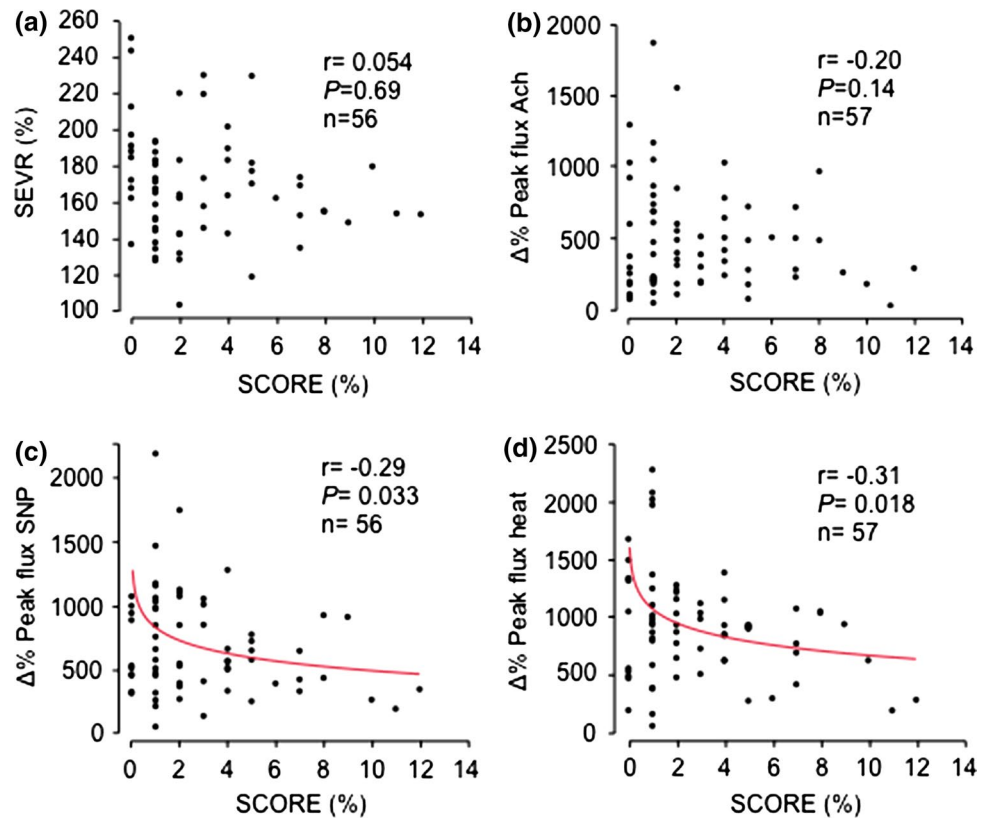 (a)
SEVR (%)
260
240
220
200
180
160
140
120
100
r= 0.054
P=0.69
n=56
0 2 4 6 8 10 12 14
SCORE (%)
(b)
Δ% Peak flux Ach
2000
1500
1000
500
0
r= -0.20
P=0.14
n=57
0 2 4 6 8 10 12 14
SCORE (%)
(c)
Δ% Peak flux SNP
2000
1500
1000
500
0
r= -0.29
P= 0.033
n= 56
0 2 4 6 8 10 12 14
SCORE (%)
(d)
Δ% Peak flux heat
2500
2000
1500
1000
500
0
r= -0.31
P= 0.018
n= 57
0 2 4 6 8 10 12 14
SCORE (%)